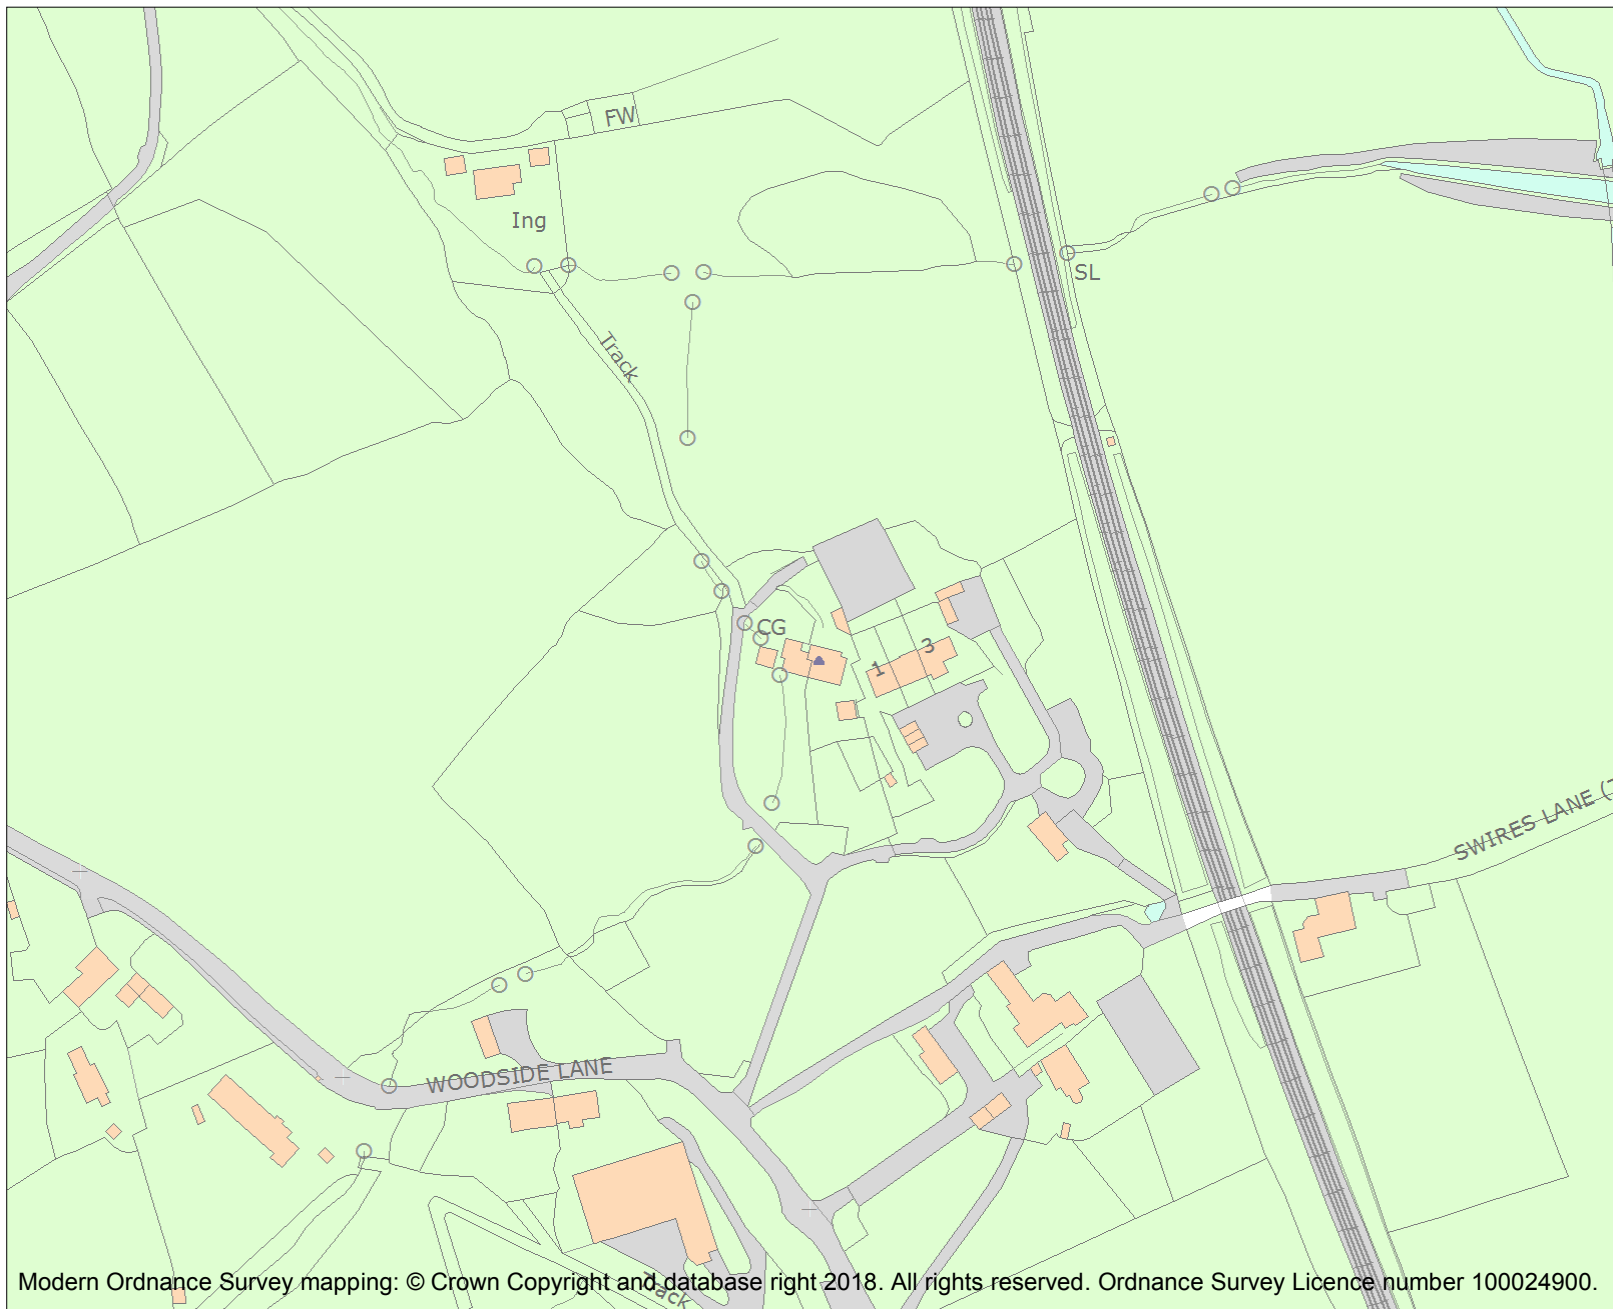 FW
Ing
SL
Track
CG
1
3
SWIRES LANE (T
WOODSIDE LANE
Track
Modern Ordnance Survey mapping: © Crown Copyright and database right 2018. All rights reserved. Ordnance Survey Licence number 100024900.